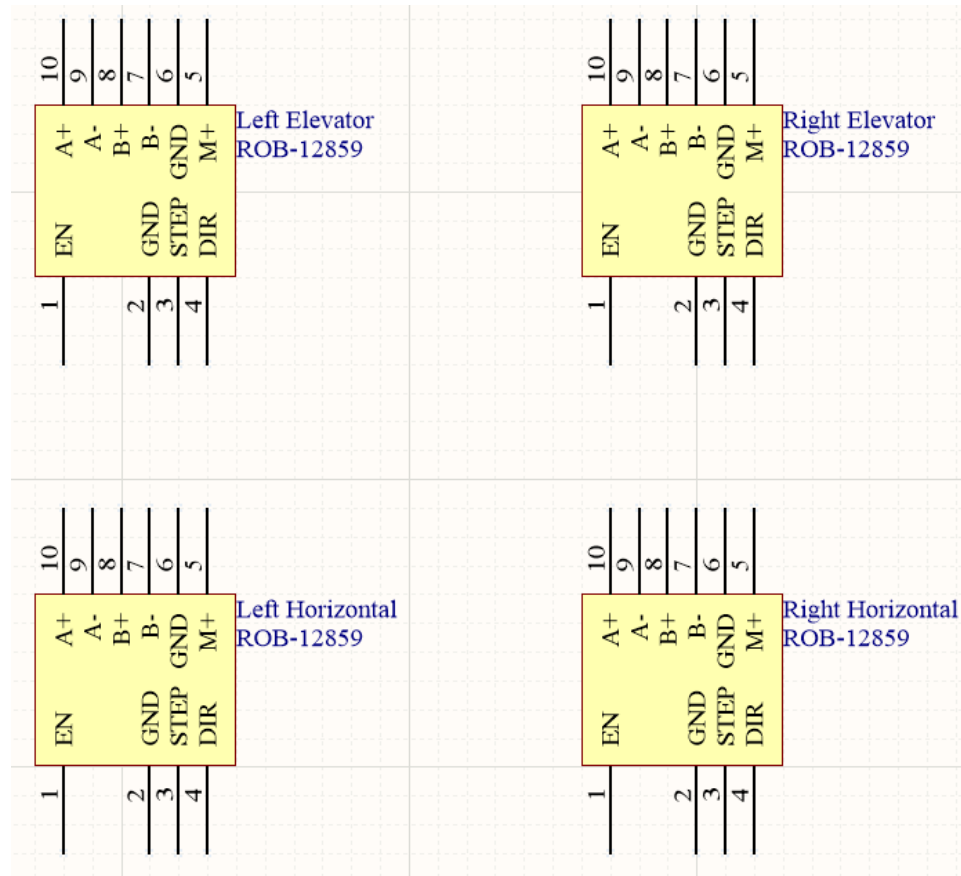 10 9 8 7 6 5
A+ A- B+ B- GND M+
Left Elevator
ROB-12859
EN GND STEP DIR
1 2 3 4
10 9 8 7 6 5
A+ A- B+ B- GND M+
Right Elevator
ROB-12859
EN GND STEP DIR
1 2 3 4
10 9 8 7 6 5
A+ A- B+ B- GND M+
Left Horizontal
ROB-12859
EN GND STEP DIR
1 2 3 4
10 9 8 7 6 5
A+ A- B+ B- GND M+
Right Horizontal
ROB-12859
EN GND STEP DIR
1 2 3 4